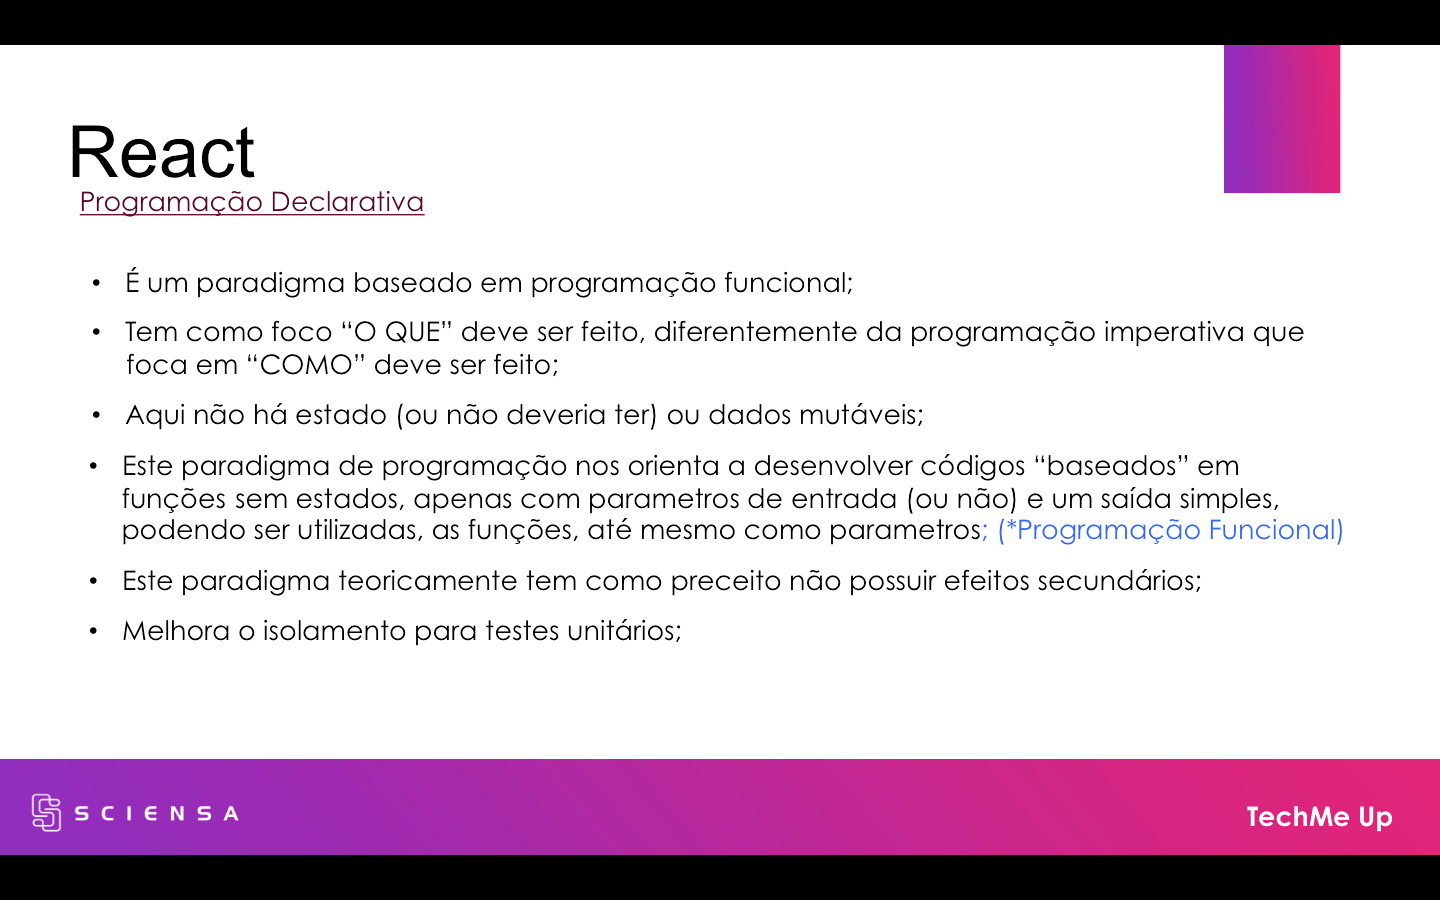 React
Programação Declarativa
• É um paradigma baseado em programação funcional;
• Tem como foco “O QUE” deve ser feito, diferentemente da programação imperativa que
foca em “COMO” deve ser feito;
• Aqui não há estado (ou não deveria ter) ou dados mutáveis;
• Este paradigma de programação nos orienta a desenvolver códigos “baseados” em
funções sem estados, apenas com parametros de entrada (ou não) e um saída simples,
podendo ser utilizadas, as funções, até mesmo como parametros; (*Programação Funcional)
• Este paradigma teoricamente tem como preceito não possuir efeitos secundários;
• Melhora o isolamento para testes unitários;
SCIENSA
TechMe Up